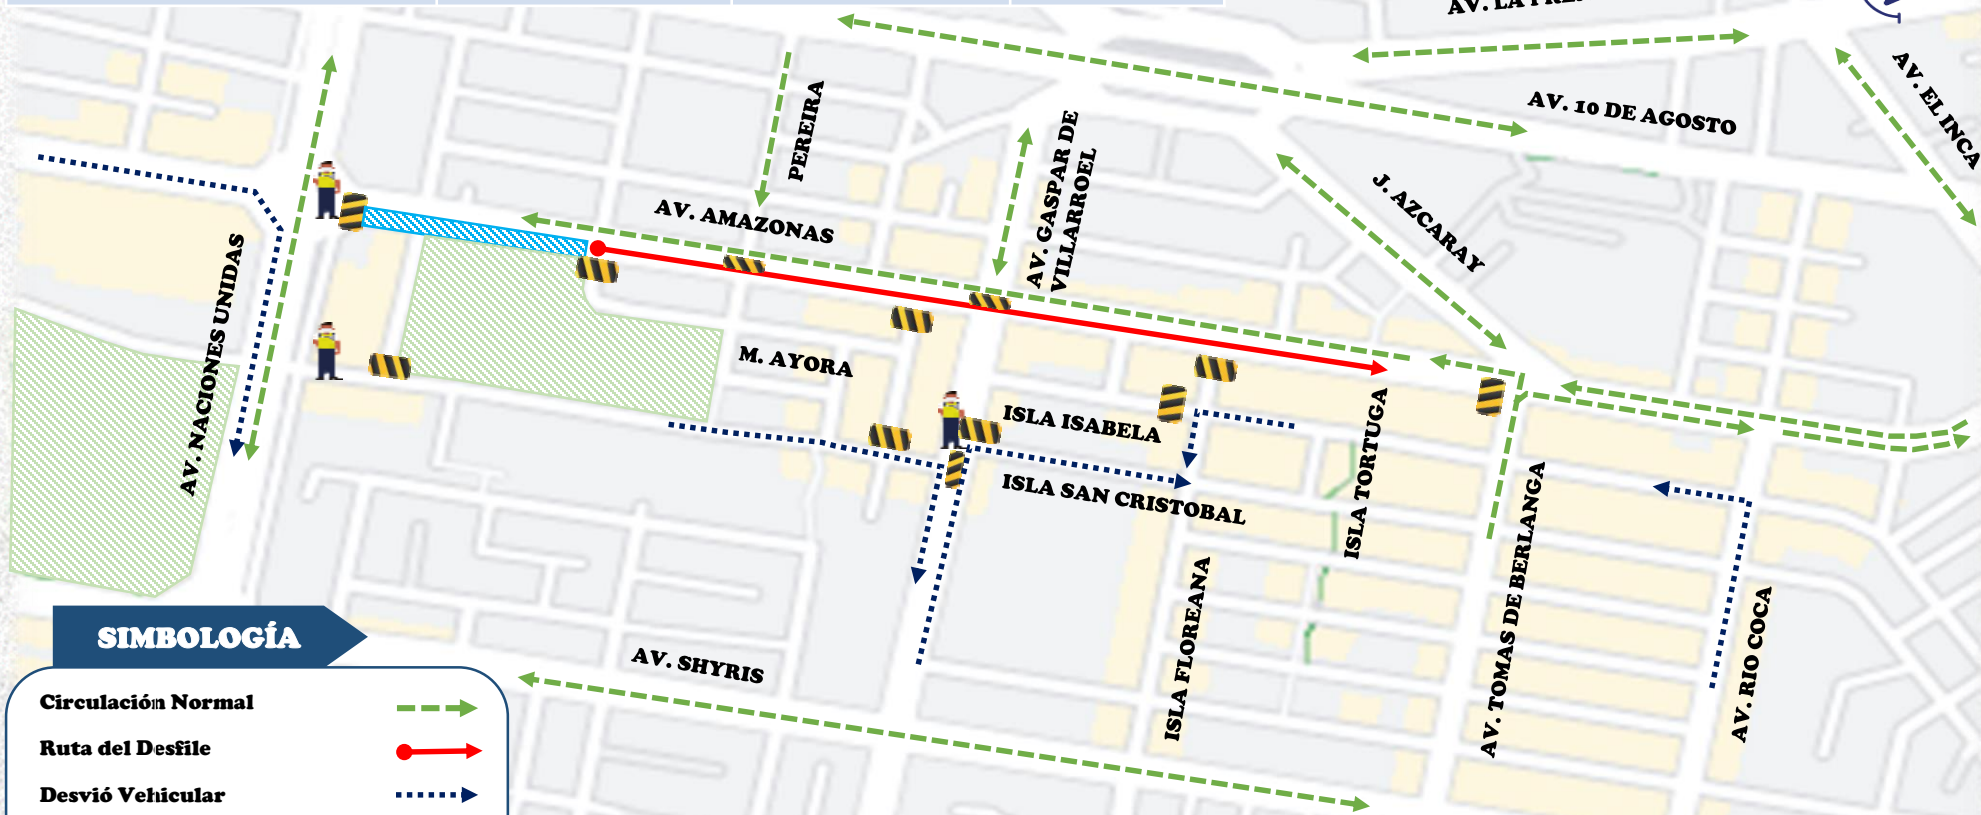 AV. 10 DE AGOSTO
AV. EL INCA
PEREIRA
AV. GASPAR DE
VILLARROEL
J. AZCARAY
AV. AMAZONAS
AV. NACIONES UNIDAS
M. AYORA
ISLA ISABELA
ISLA SAN CRISTOBAL
ISLA TORTUGA
ISLA FLOREANA
AV. TOMAS DE BERLANGA
AV. RIO COCA
AV. SHYRIS
SIMBOLOGÍA
Circulación Normal
Ruta del Desfile
Desvió Vehicular